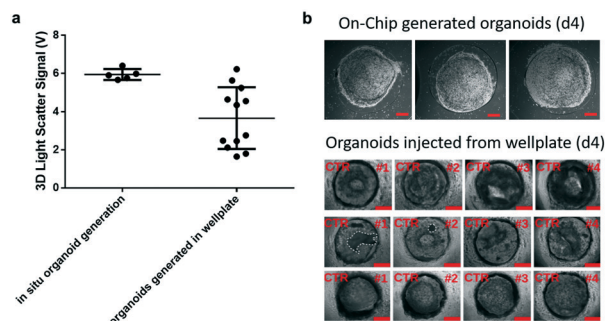 a
3D Light Scatter Signal (V)
8
6
4
2
0
in situ organoid generation
organoids generated in wellplate
b
On-Chip generated organoids (d4)
Organoids injected from wellplate (d4)
CTR #1 CTR #2 CTR #3 CTR #4
CTR #1 CTR #2 CTR #3 CTR #4
CTR #1 CTR #2 CTR #3 CTR #4